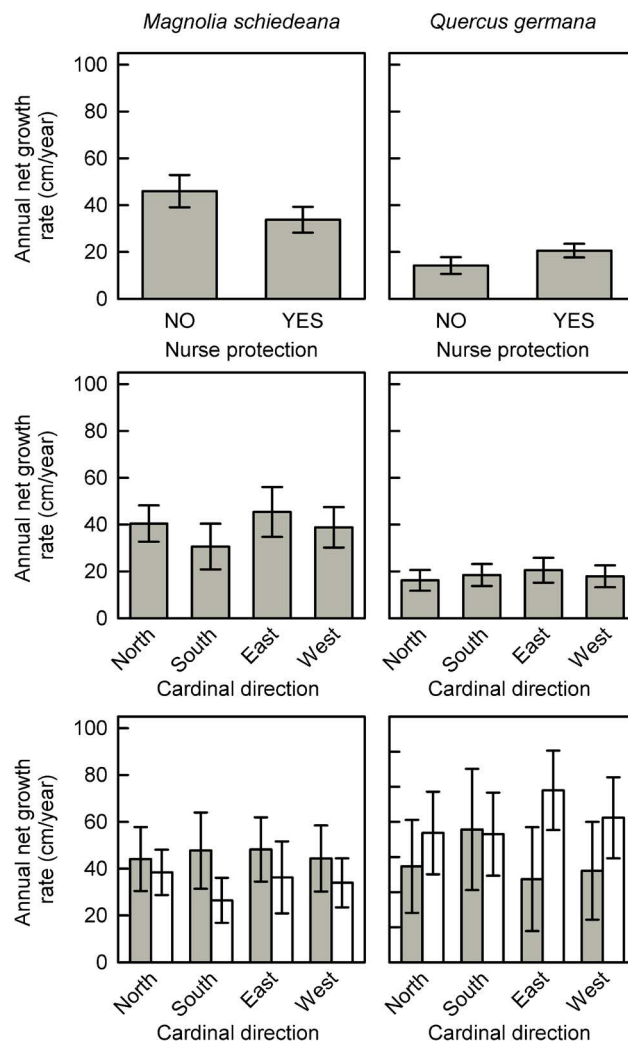 Magnolia schiedeana
Quercus germana
Annual net growth
rate (cm/year)
100
80
60
40
20
0
NO
YES
Nurse protection
NO
YES
Nurse protection
Annual net growth
rate (cm/year)
100
80
60
40
20
0
North
South
East
West
Cardinal direction
North
South
East
West
Cardinal direction
Annual net growth
rate (cm/year)
100
80
60
40
20
0
North
South
East
West
Cardinal direction
North
South
East
West
Cardinal direction